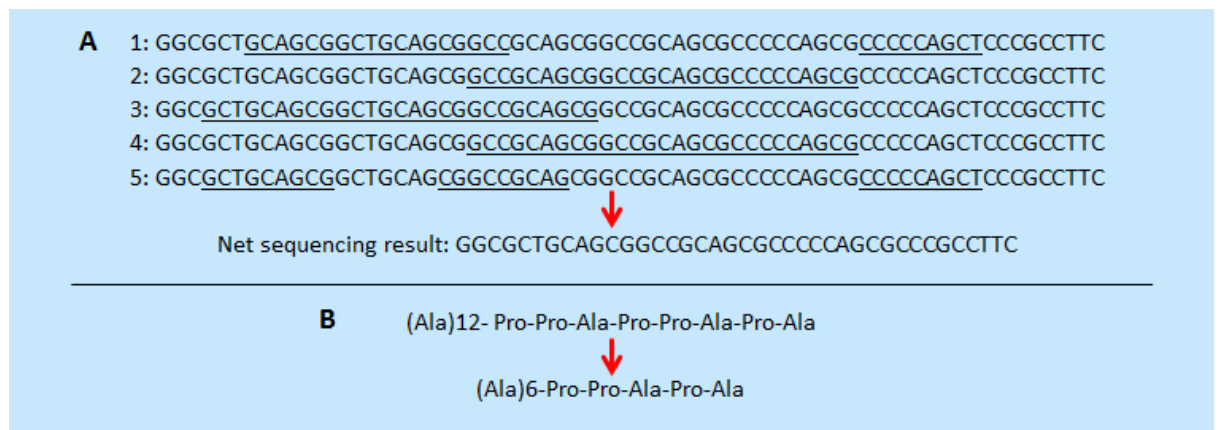 A 1: GGCGCTGCAGCGGCTGCAGCGGCCGCAGCGGCCGCAGCGCCCCCAGCGCCCCCAGCTCCCGCCTTC
2: GGCGCTGCAGCGGCTGCAGCGGCCGCAGCGGCCGCAGCGCCCCCAGCGCCCCCAGCTCCCGCCTTC
3: GGCGCTGCAGCGGCTGCAGCGGCCGCAGCGGCCGCAGCGCCCCCAGCGCCCCCAGCTCCCGCCTTC
4: GGCGCTGCAGCGGCTGCAGCGGCCGCAGCGGCCGCAGCGCCCCCAGCGCCCCCAGCTCCCGCCTTC
5: GGCGCTGCAGCGGCTGCAGCGGCCGCAGCGGCCGCAGCGCCCCCAGCGCCCCCAGCTCCCGCCTTC
Net sequencing result: GGCGCTGCAGCGGCCGCAGCGCCCCCAGCGCCCGCCTTC
B (Ala)12- Pro-Pro-Ala-Pro-Pro-Ala-Pro-Ala
(Ala)6-Pro-Pro-Ala-Pro-Ala